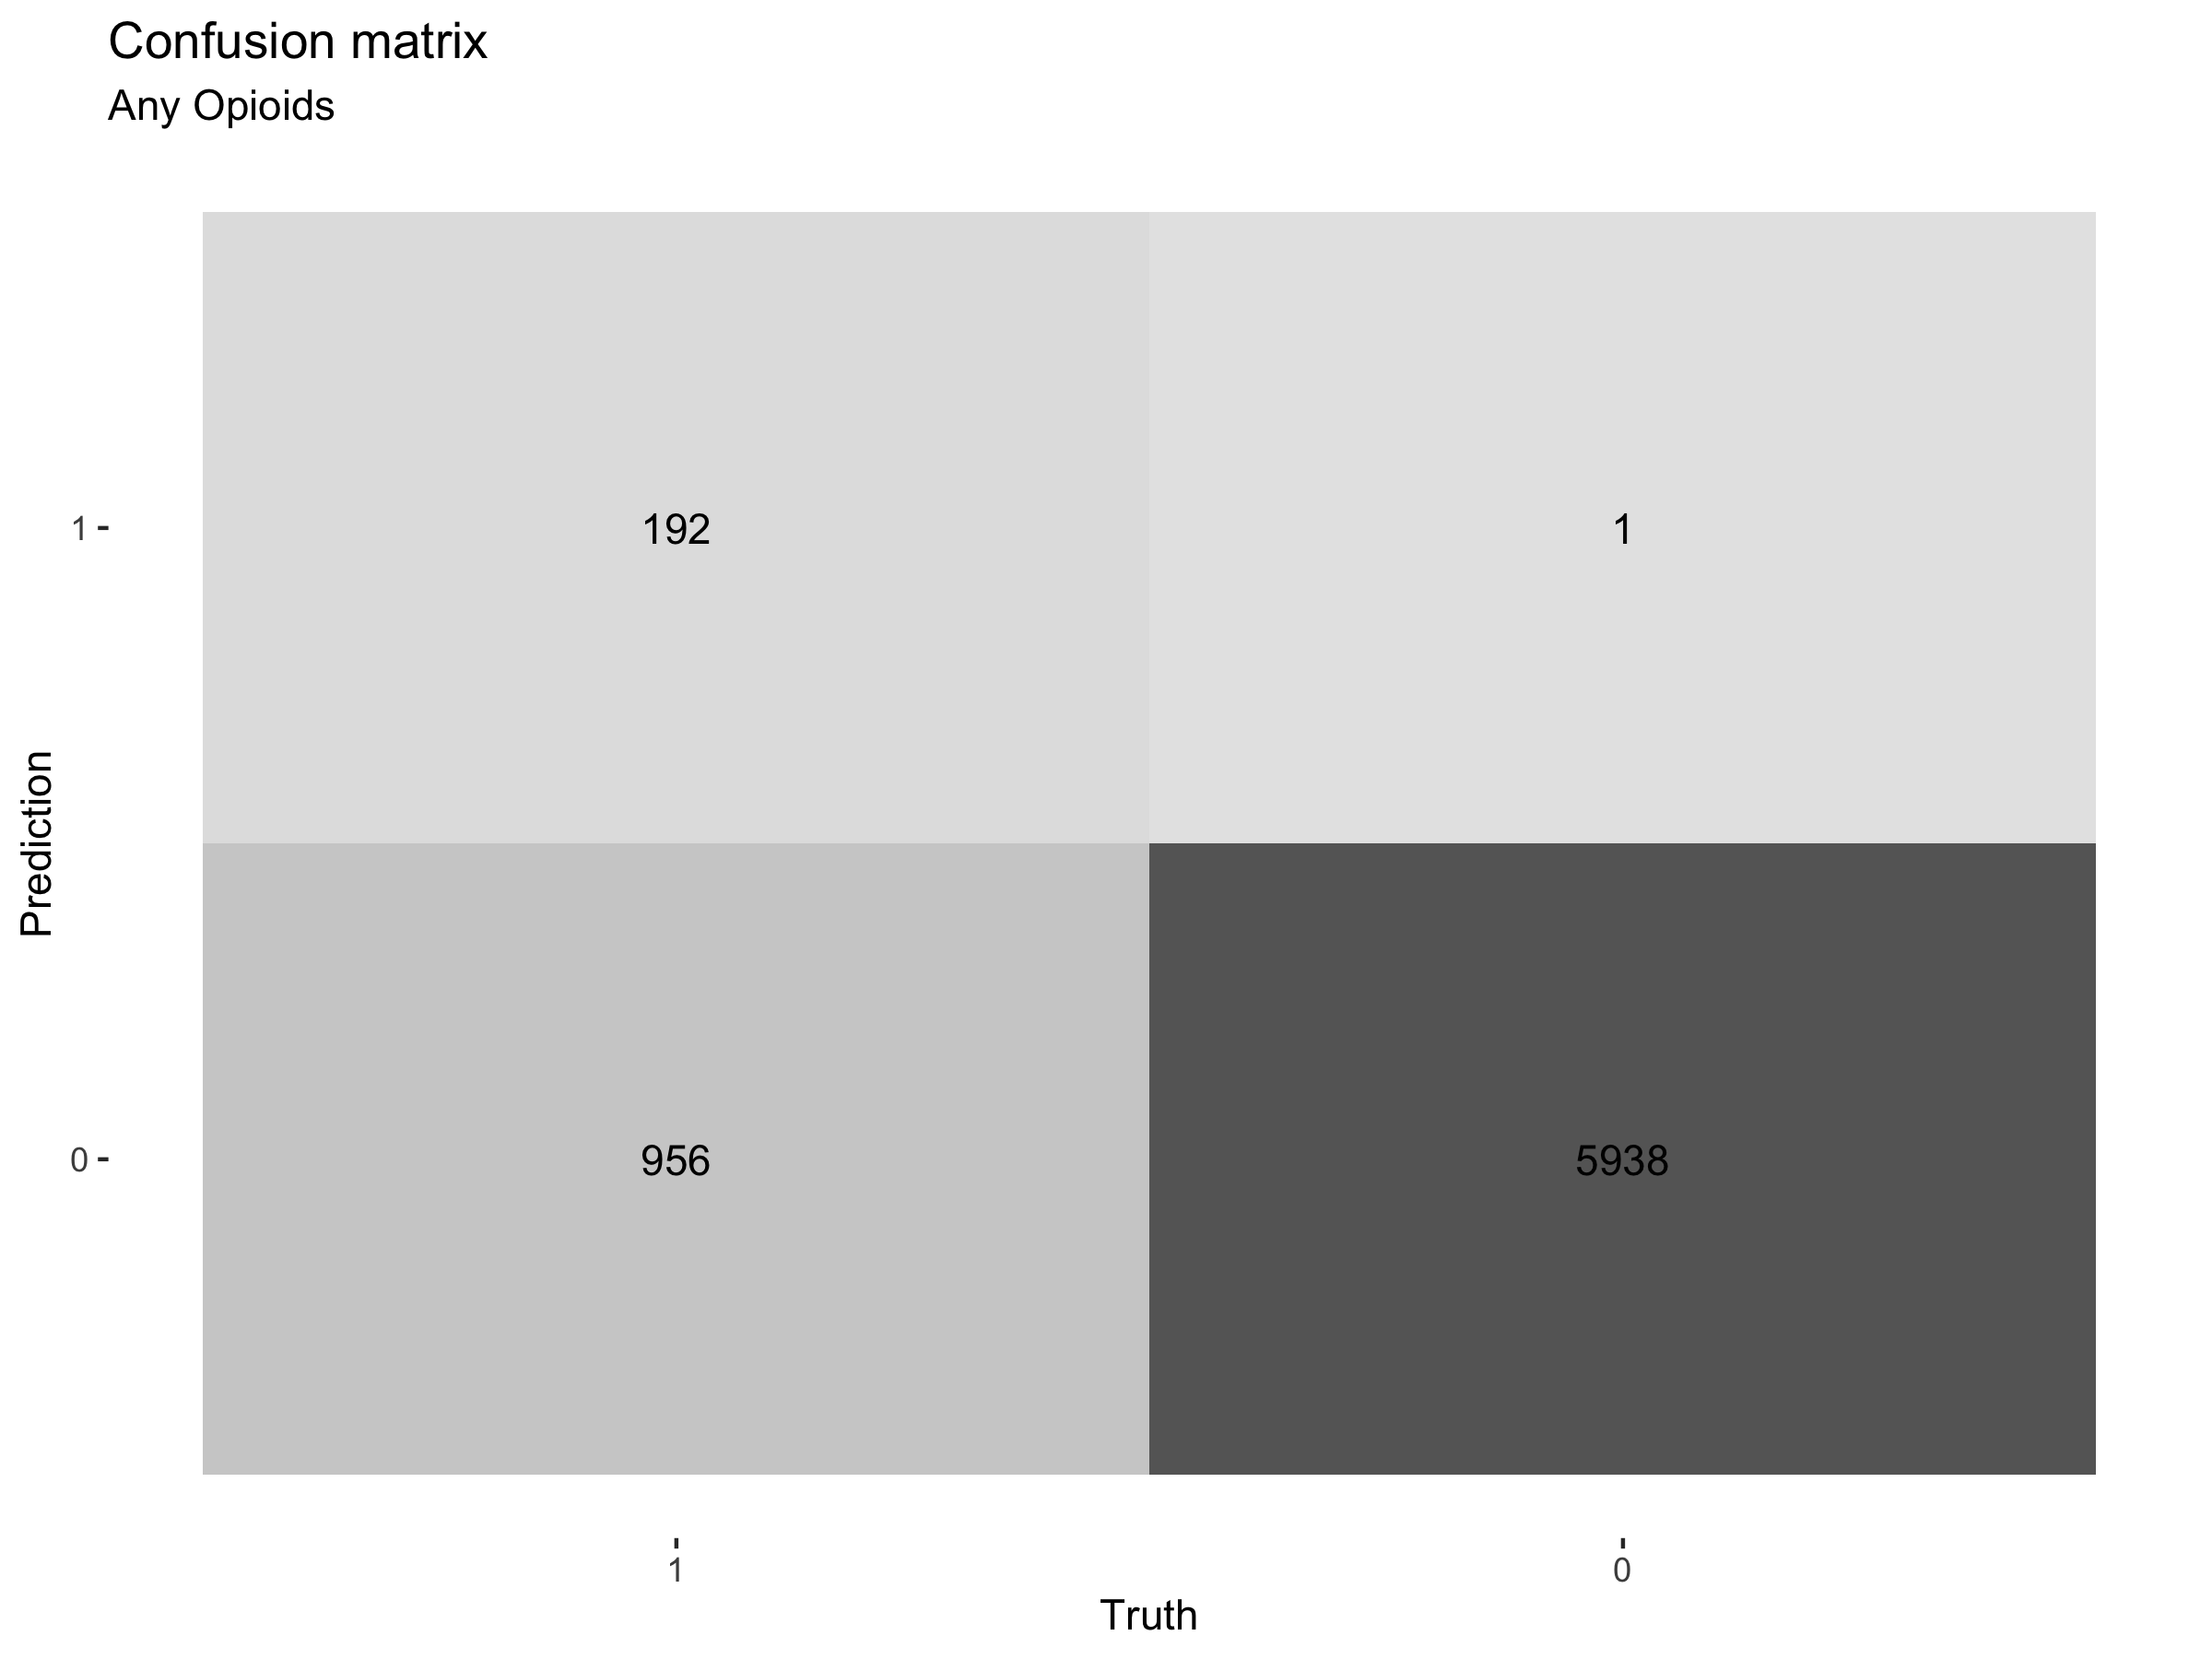 Confusion matrix
Any Opioids
Prediction
1
192
1
0
956
5938
1
0
Truth